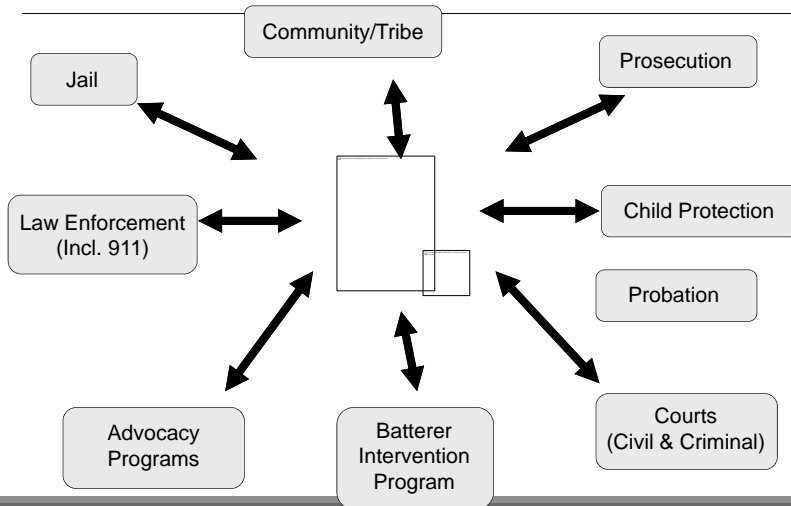 Community/Tribe
Jail
Prosecution
Law Enforcement
(Incl. 911)
Child Protection
Probation
Advocacy
Programs
Batterer
Intervention
Program
Courts
(Civil & Criminal)